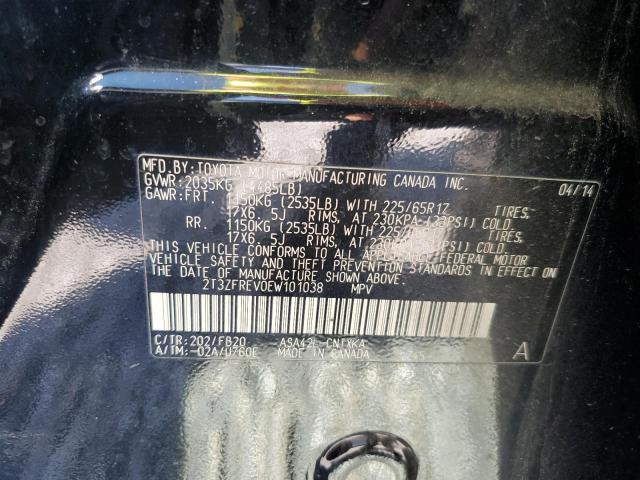 MFD.BY:TOYOTA MOTOR MANUFACTURING CANADA INC.
GVWR:2035KG (4485LB) 04/14
GAWR:FRT. 1150KG (2535LB) WITH 225/65R17 TIRES,
17X6.5J RIMS, AT 230KPA (33PSI) COLD
RR. 1150KG (2535LB) WITH TIRES,
17X6.5J RIMS, AT COLD
THIS VEHICLE CONFORMS TO ALL FEDERAL MOTOR
VEHICLE SAFETY AND THEFT PREVENTION STANDARDS IN EFFECT
ON THE DATE OF MANUFACTURE SHOWN ABOVE.
2T3ZFREV0EW101038 MPV
C/TR:202/FB20 CNTXKA
A/TM:-02A/U760E MADE IN CANADA A